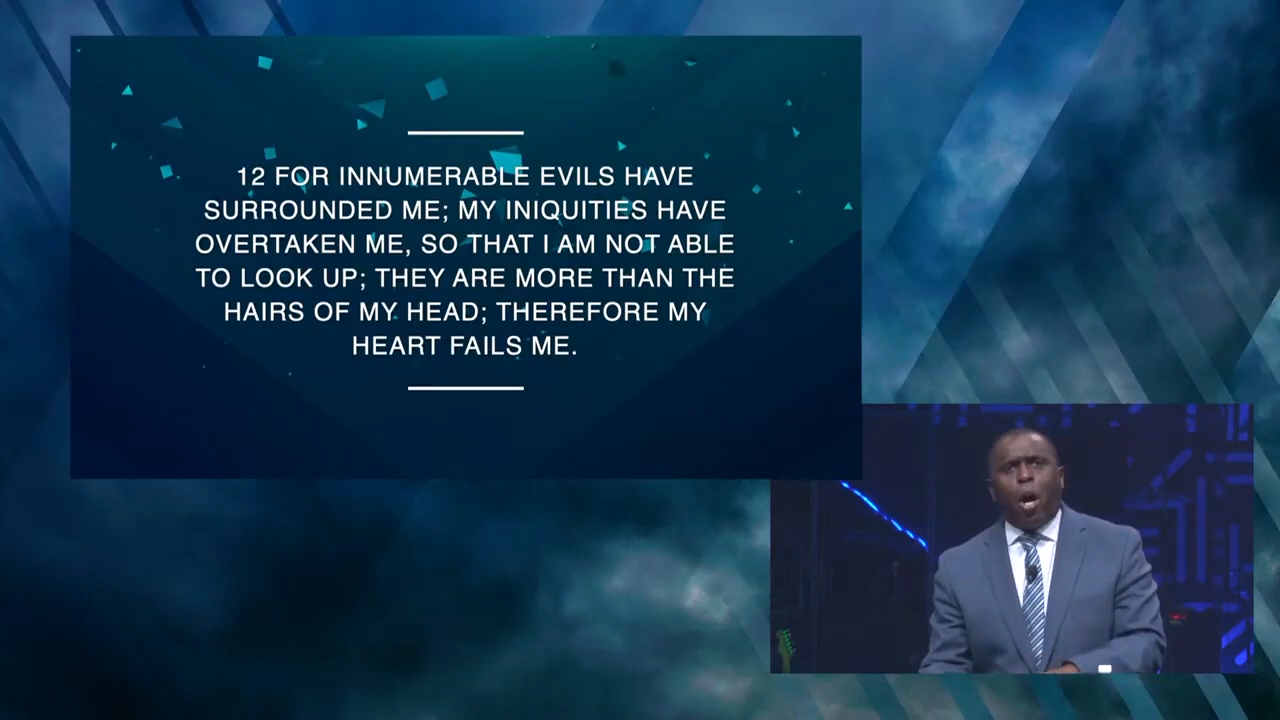 12 FOR INNUMERABLE EVILS HAVE
SURROUNDED ME; MY INIQUITIES HAVE
OVERTAKEN ME, SO THAT I AM NOT ABLE
TO LOOK UP; THEY ARE MORE THAN THE
HAIRS OF MY HEAD; THEREFORE MY
HEART FAILS ME.